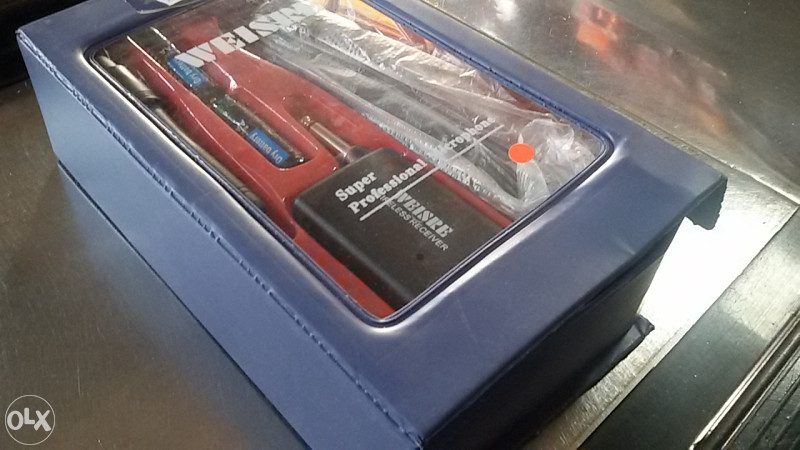 WEISRE
Super
Professional Microphone
WEISRE
WIRELESS RECEIVER
OLX